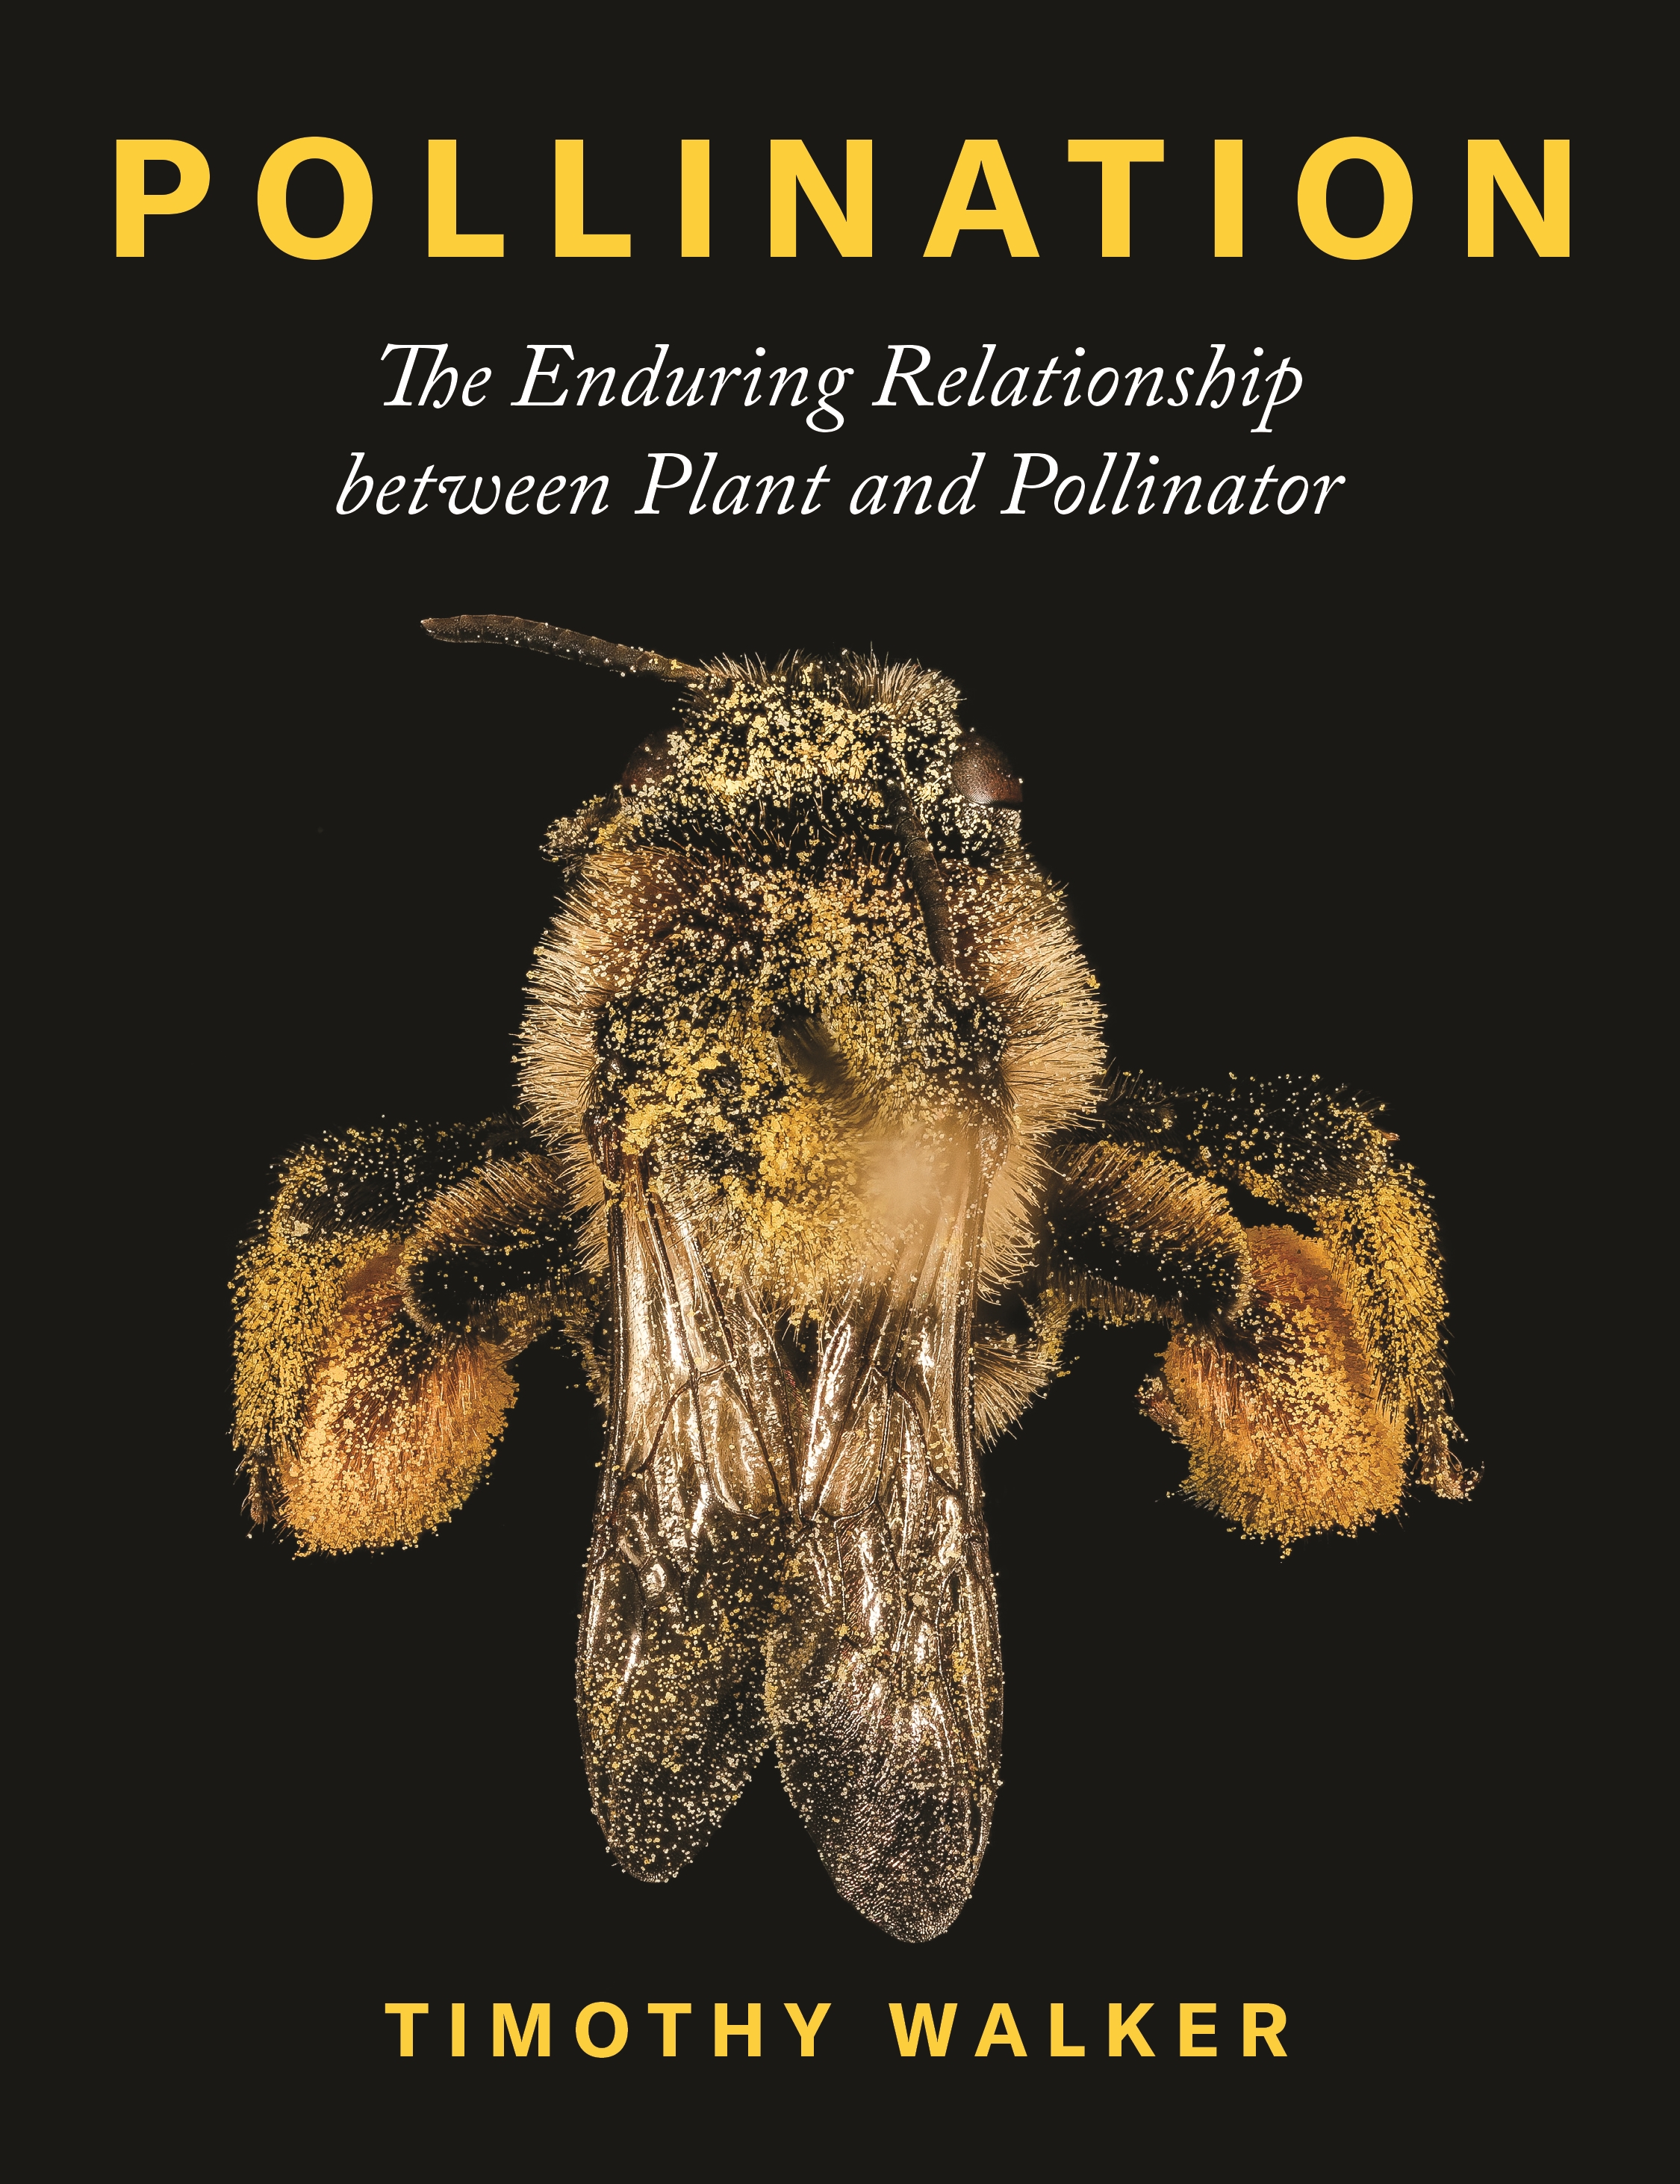 POLLINATION
The Enduring Relationship
between Plant and Pollinator
TIMOTHY WALKER